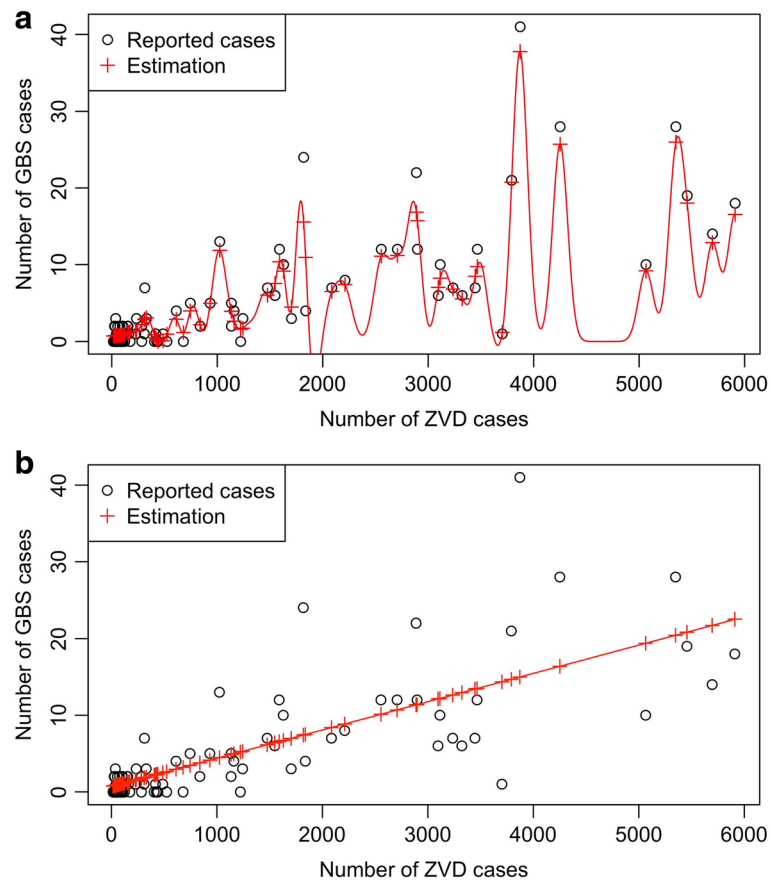 a
Reported cases
Estimation
Number of GBS cases
40
30
20
10
0
0 1000 2000 3000 4000 5000 6000
Number of ZVD cases
b
Reported cases
Estimation
Number of GBS cases
40
30
20
10
0
0 1000 2000 3000 4000 5000 6000
Number of ZVD cases